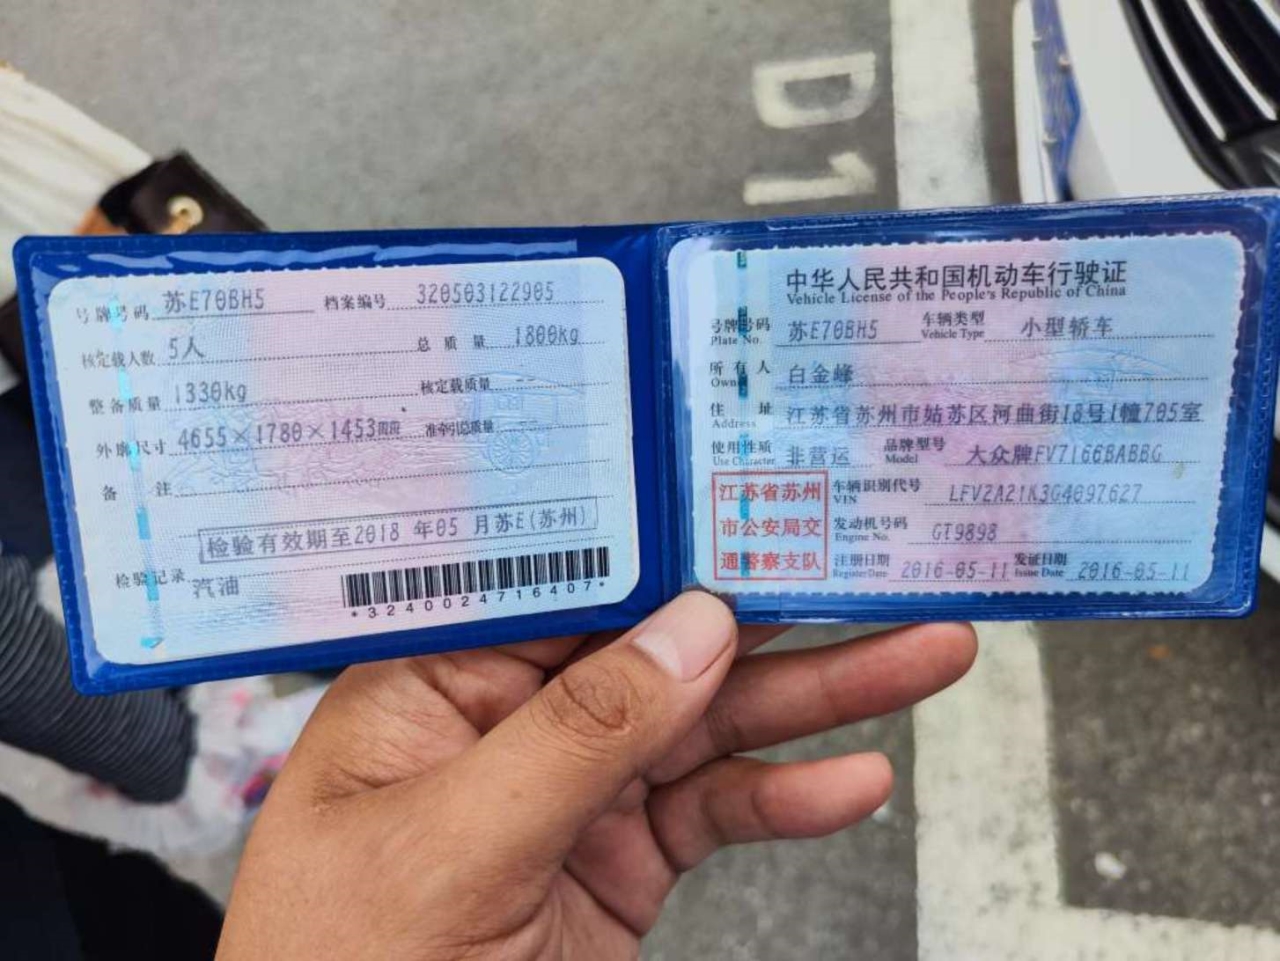 号牌号码 苏E70BH5 档案编号 320503122905
核定载人数 5人 总质量 1800kg
整备质量 1330kg 核定载质量 --
外廓尺寸 4655×1780×1453mm 准牵引总质量 --
备注
检验有效期至2018年05月苏E(苏州)
检验记录
汽油
*3240024716407*
中华人民共和国机动车行驶证
Vehicle License of the People's Republic of China
号牌号码 苏E70BH5 车辆类型 小型轿车
Plate No. Vehicle Type
所有人 白金峰
Owner
住址 江苏省苏州市姑苏区河曲街18号1幢705室
Address
使用性质 非营运 品牌型号 大众牌FV7166BABBG
Use Character Model
江苏省苏州 车辆识别代号 LFV2A21K3G4097627
VIN
市公安局交 发动机号码 GT9898
Engine No.
通警察支队 注册日期 2016-05-11 发证日期 2016-05-11
Register Date Issue Date
D1